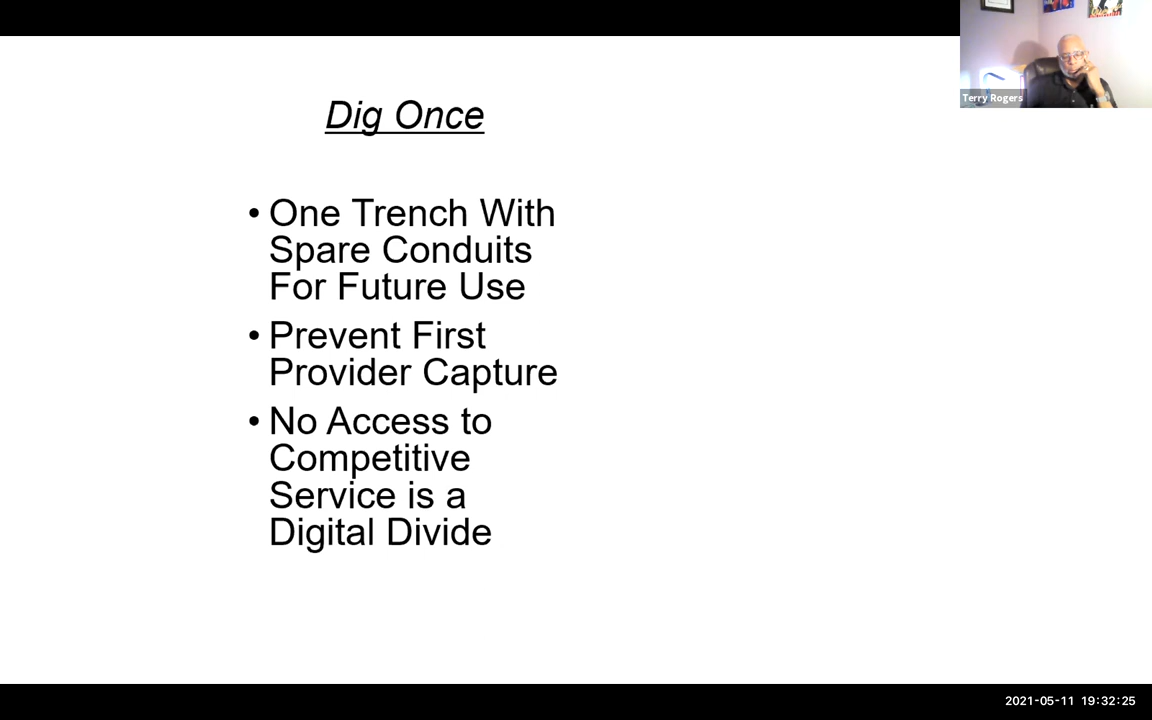 Terry Rogers
Dig Once
• One Trench With
Spare Conduits
For Future Use
• Prevent First
Provider Capture
• No Access to
Competitive
Service is a
Digital Divide
2021-05-11 19:32:25